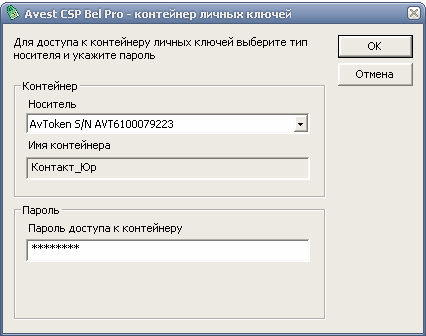 Avest CSP Bel Pro - контейнер личных ключей
Для доступа к контейнеру личных ключей выберите тип
носителя и укажите пароль
OK
Отмена
Контейнер
Носитель
AvToken S/N AVT6100079223
Имя контейнера
Контакт_Юр
Пароль
Пароль доступа к контейнеру
********